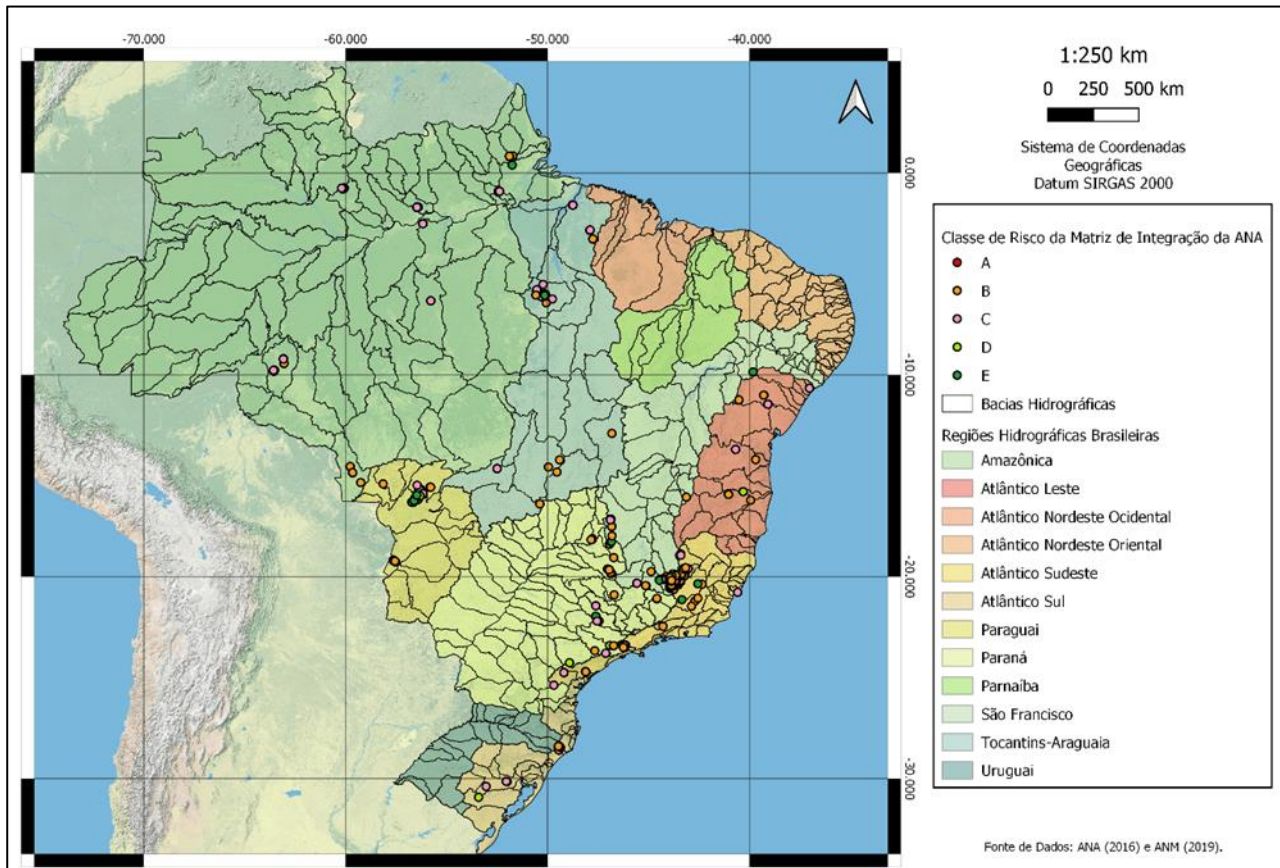 -70.000 -60.000 -50.000 -40.000
0.000
-10.000
-20.000
-30.000
1:250 km
0 250 500 km
Sistema de Coordenadas
Geográficas
Datum SIRGAS 2000
Classe de Risco da Matriz de Integração da ANA
A
B
C
D
E
Bacias Hidrográficas
Regiões Hidrográficas Brasileiras
Amazônica
Atlântico Leste
Atlântico Nordeste Ocidental
Atlântico Nordeste Oriental
Atlântico Sudeste
Atlântico Sul
Paraguai
Paraná
Parnaíba
São Francisco
Tocantins-Araguaia
Uruguai
Fonte de Dados: ANA (2016) e ANM (2019).